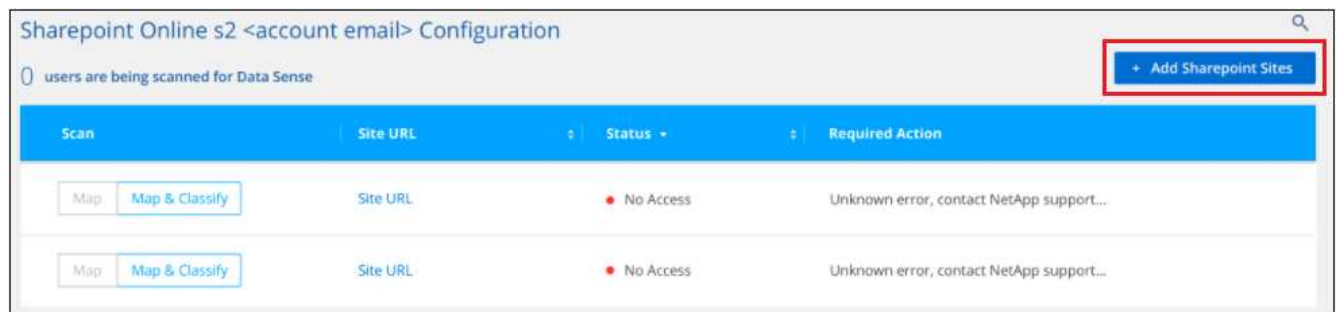 Sharepoint Online s2 <account email> Configuration
0 users are being scanned for Data Sense
+ Add Sharepoint Sites
Scan Site URL Status Required Action
Map Map & Classify Site URL No Access Unknown error, contact NetApp support...
Map Map & Classify Site URL No Access Unknown error, contact NetApp support...